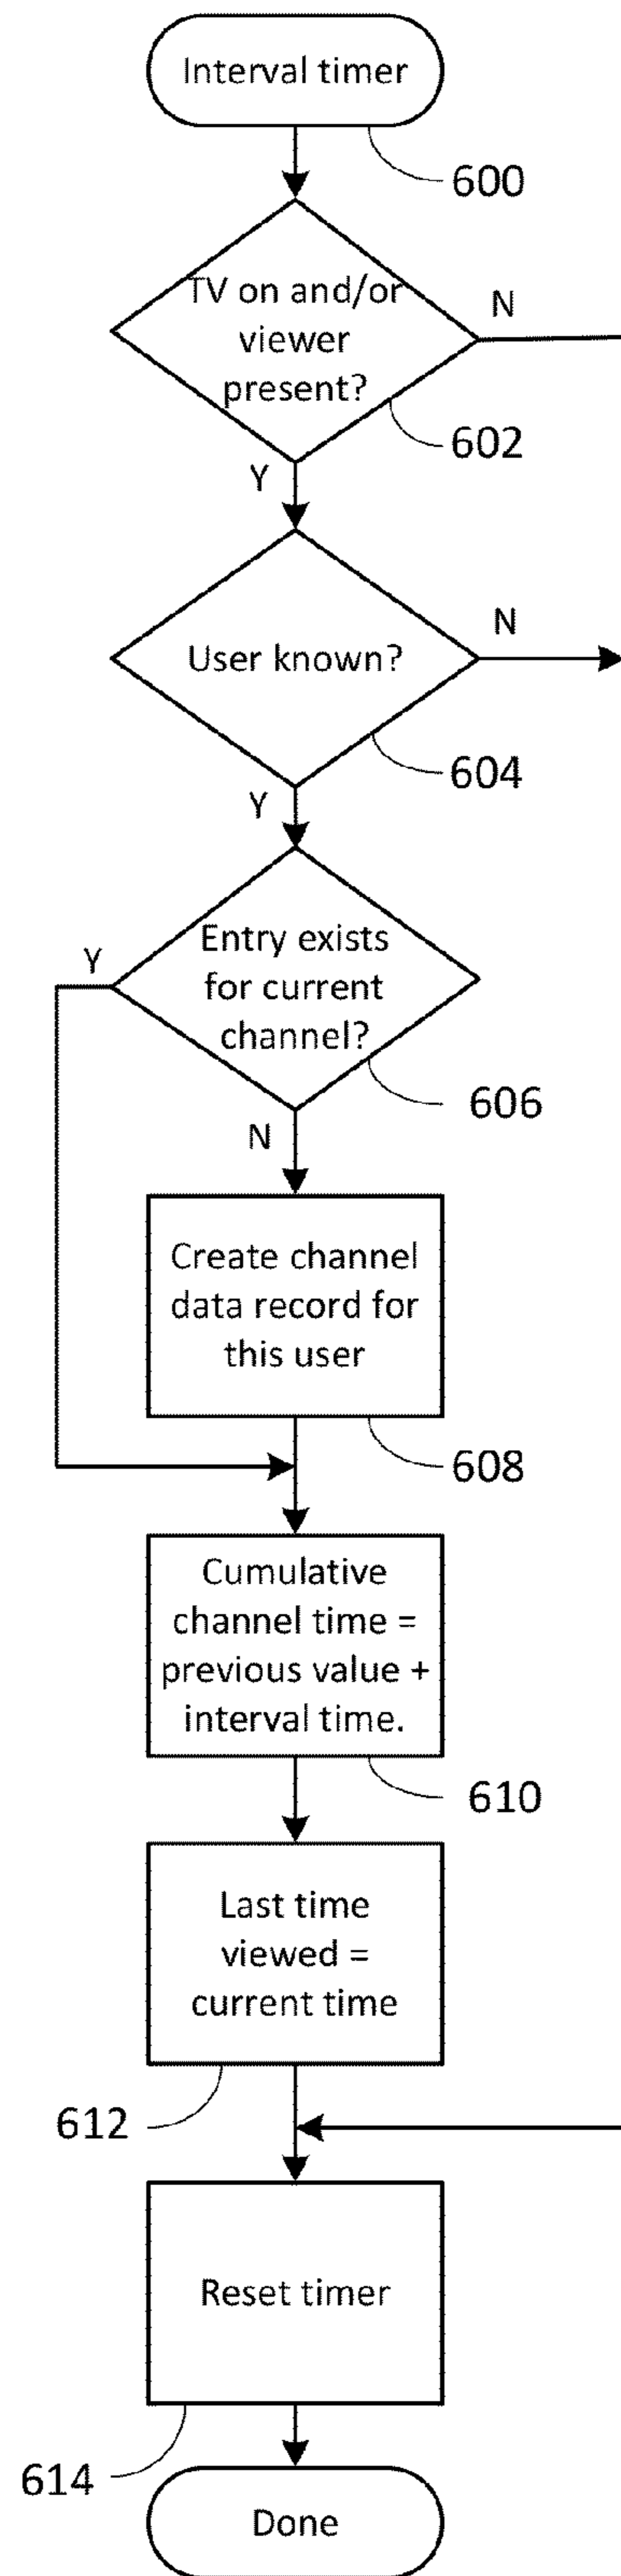 Interval timer
600
TV on and/or
viewer
present?
N
602
Y
User known?
N
604
Y
Entry exists
for current
channel?
Y
606
N
Create channel
data record for
this user
608
Cumulative
channel time =
previous value +
interval time.
610
Last time
viewed =
current time
612
Reset timer
614
Done